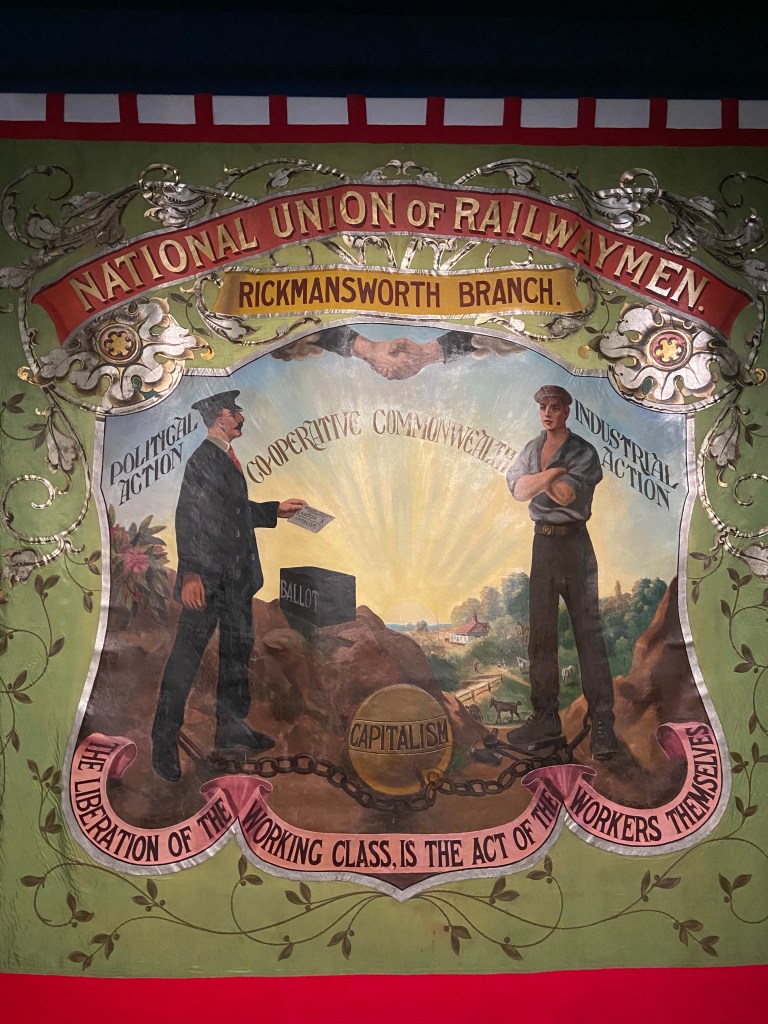 NATIONAL UNION OF RAILWAYMEN.
RICKMANSWORTH BRANCH.
POLITICAL
ACTION
CO-OPERATIVE COMMONWEALTH
INDUSTRIAL
ACTION
BALLOT
CAPITALISM
THE LIBERATION OF THE WORKING CLASS, IS THE ACT OF THE WORKERS THEMSELVES